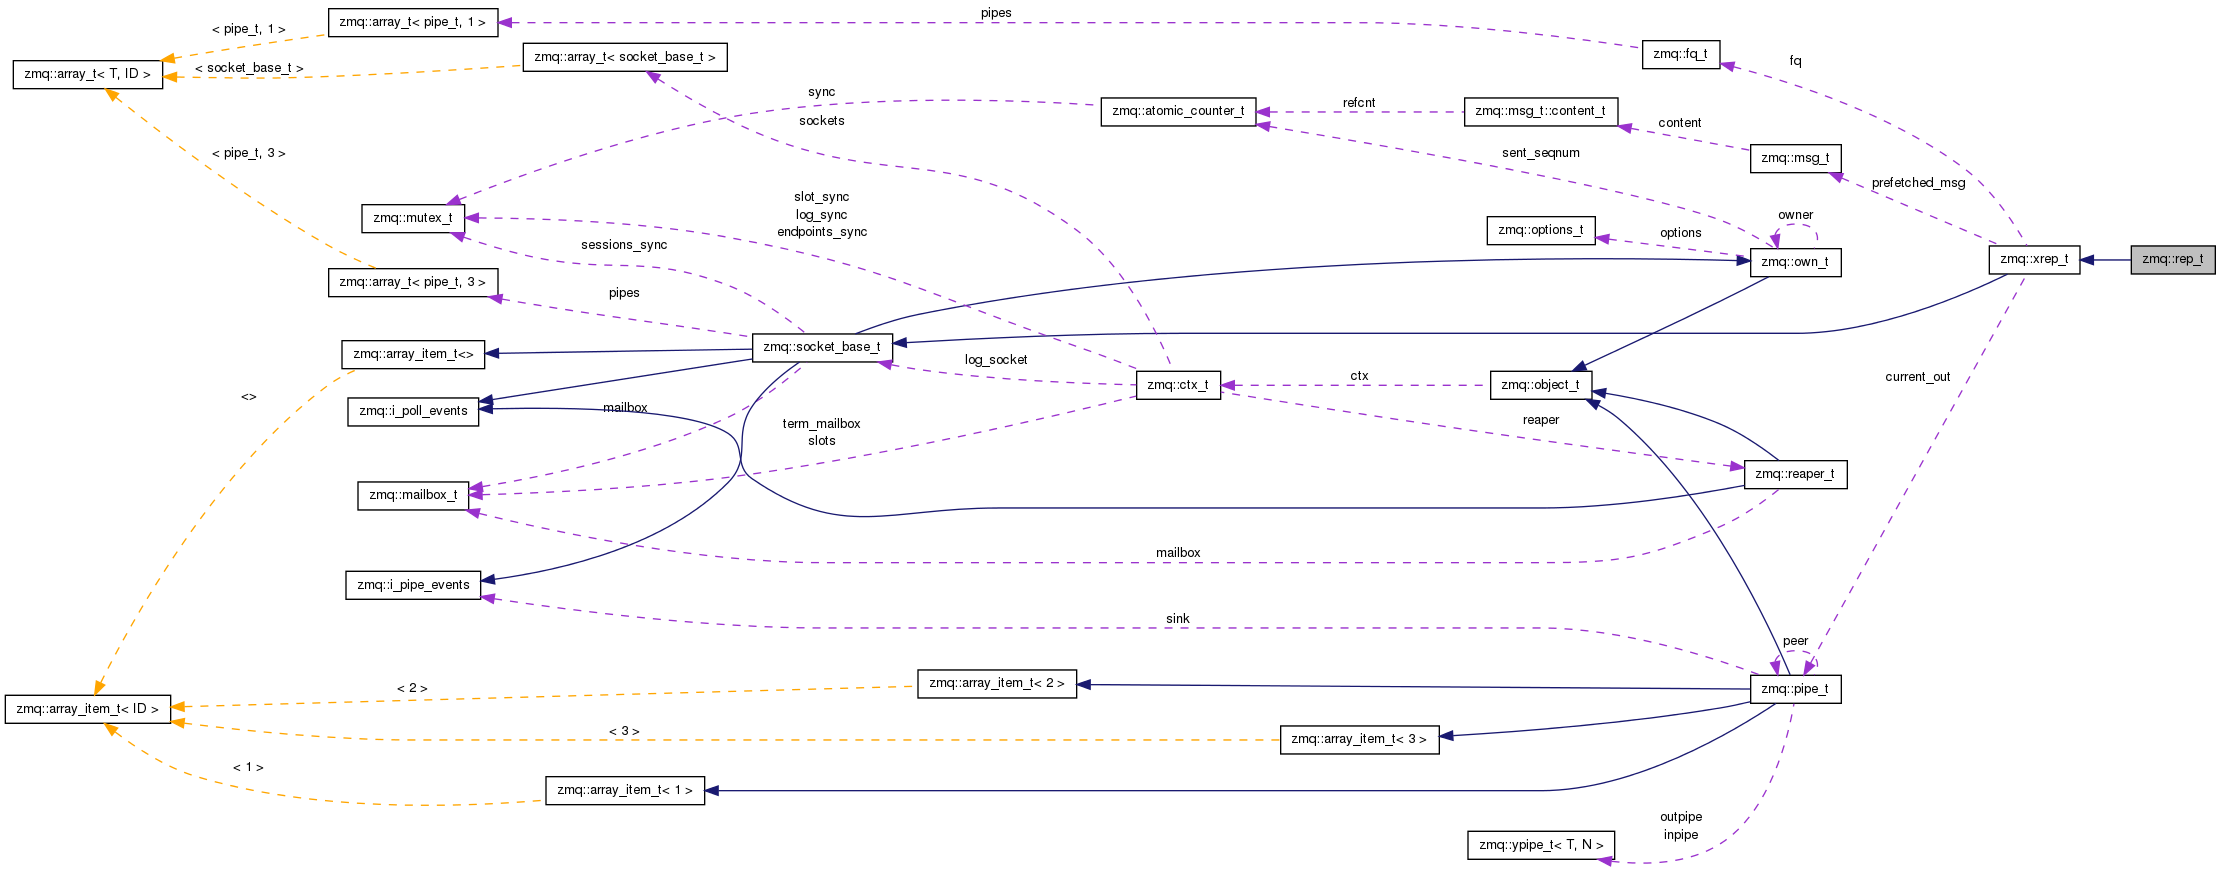 zmq::array_t< pipe_t, 1 >
pipes
< pipe_t, 1 >
zmq::array_t< socket_base_t >
zmq::fq_t
fq
zmq::array_t< T, ID >
< socket_base_t >
sync
sockets
zmq::atomic_counter_t
refcnt
zmq::msg_t::content_t
content
zmq::msg_t
sent_seqnum
< pipe_t, 3 >
prefetched_msg
slot_sync
log_sync
endpoints_sync
zmq::mutex_t
owner
zmq::options_t
options
sessions_sync
zmq::own_t
zmq::xrep_t
zmq::rep_t
zmq::array_t< pipe_t, 3 >
pipes
zmq::array_item_t<>
zmq::socket_base_t
log_socket
zmq::ctx_t
ctx
zmq::object_t
current_out
<>
zmq::i_poll_events
mailbox
term_mailbox
slots
reaper
zmq::reaper_t
zmq::mailbox_t
mailbox
zmq::i_pipe_events
sink
peer
zmq::array_item_t< ID >
< 2 >
zmq::array_item_t< 2 >
zmq::pipe_t
< 3 >
zmq::array_item_t< 3 >
< 1 >
zmq::array_item_t< 1 >
outpipe
inpipe
zmq::ypipe_t< T, N >